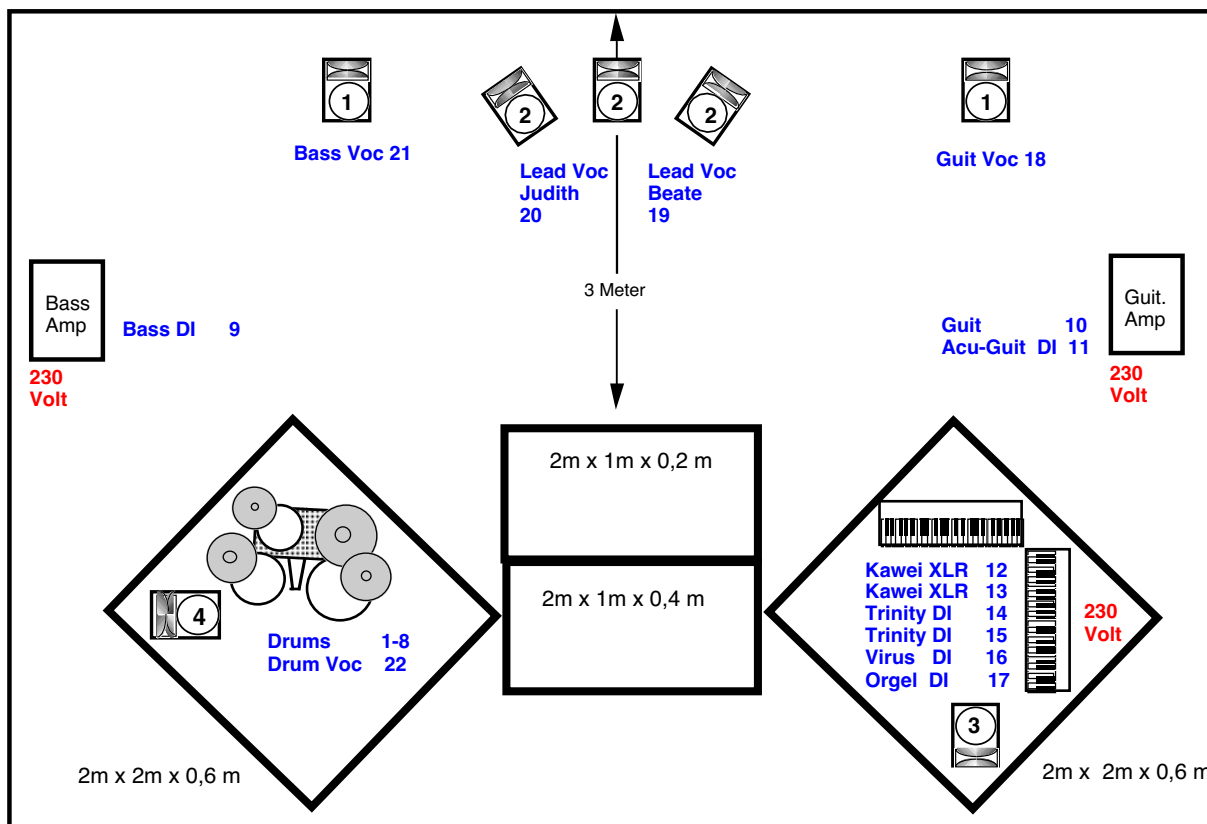 1
2
2
2
1
Bass Voc 21
Lead Voc
Judith
20
Lead Voc
Beate
19
Guit Voc 18
3 Meter
Bass
Amp
Bass DI 9
230
Volt
Guit 10
Acu-Guit DI 11
Guit.
Amp
230
Volt
2m x 1m x 0,2 m
2m x 1m x 0,4 m
4
Drums 1-8
Drum Voc 22
2m x 2m x 0,6 m
Kawei XLR 12
Kawei XLR 13
Trinity DI 14
Trinity DI 15
Virus DI 16
Orgel DI 17
230
Volt
3
2m x 2m x 0,6 m